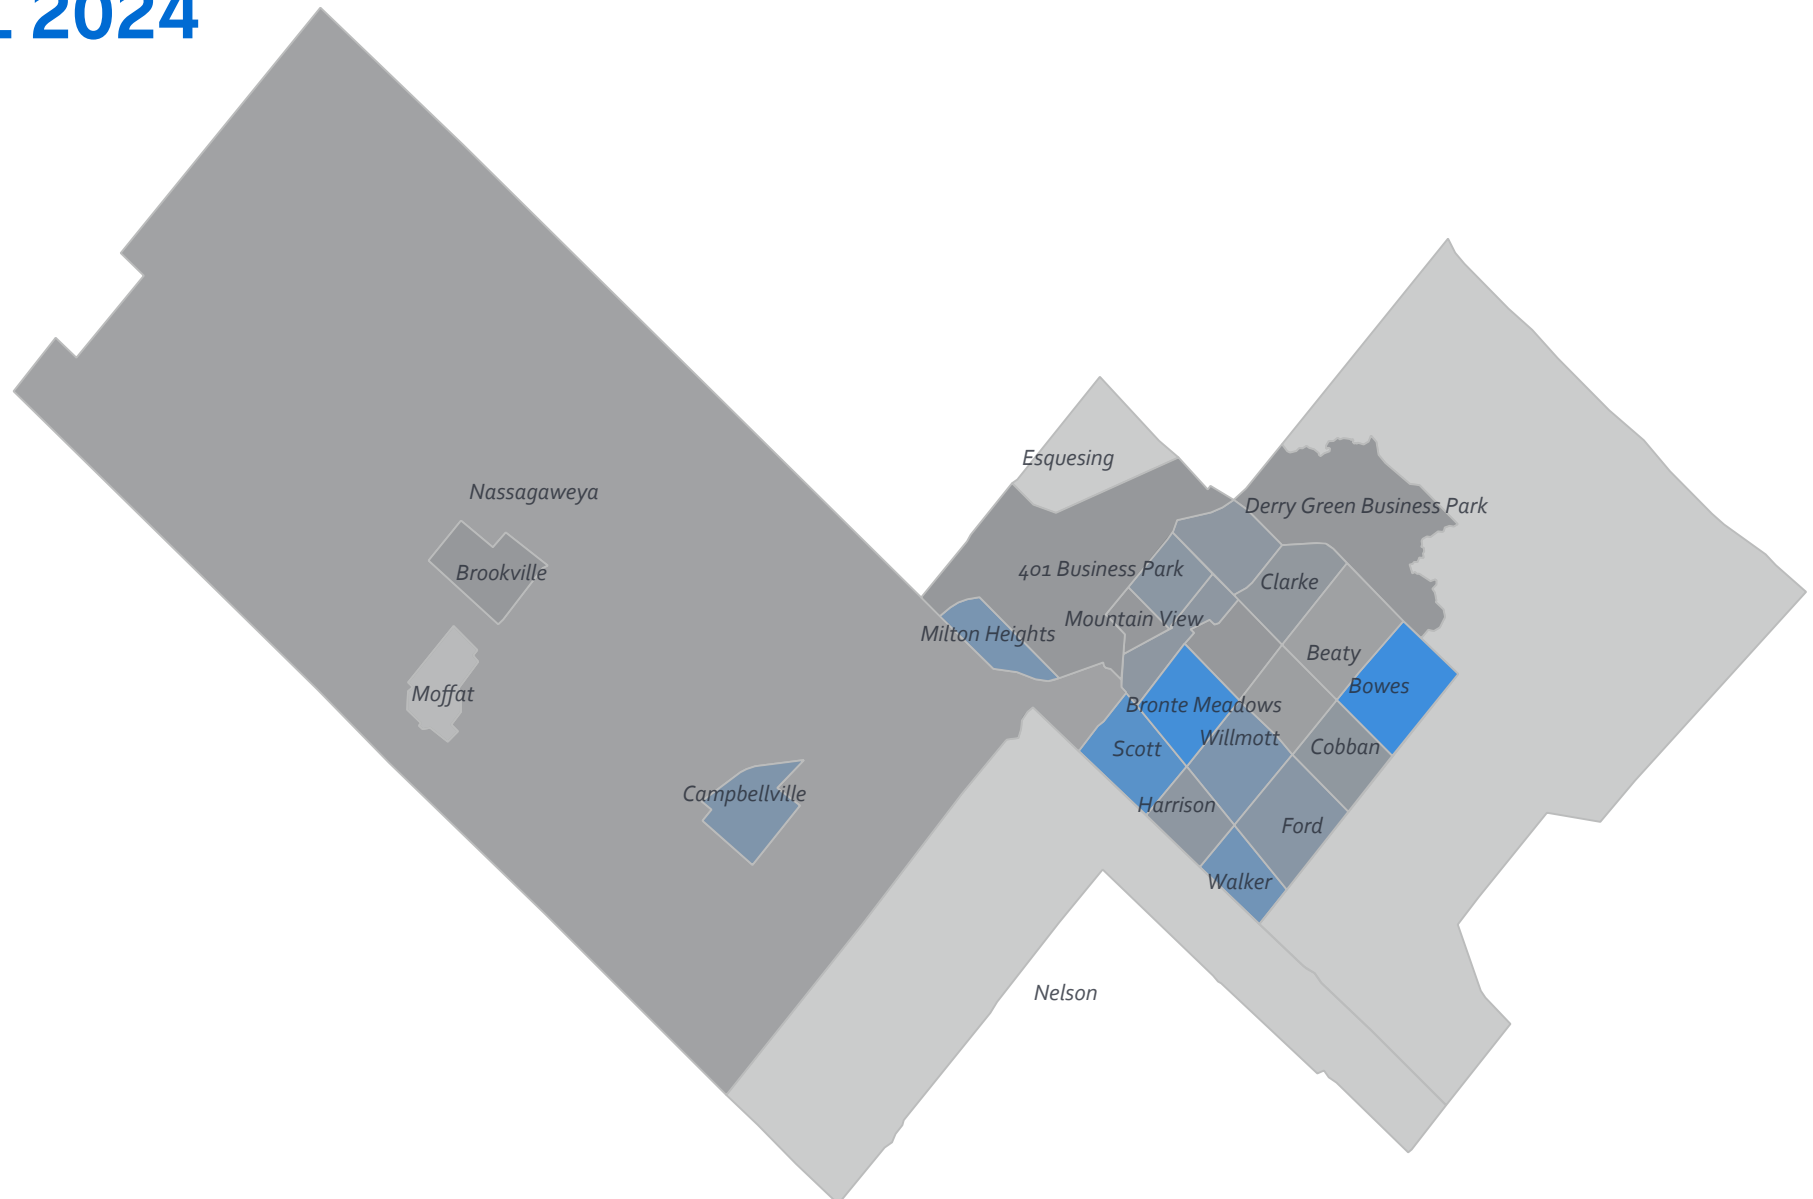 2024
Esquesing
Nassagaweya
Derry Green Business Park
Brookville
401 Business Park
Clarke
Mountain View
Milton Heights
Beaty
Moffat
Bowes
Bronte Meadows
Willmott
Scott
Cobban
Campbellville
Harrison
Ford
Walker
Nelson